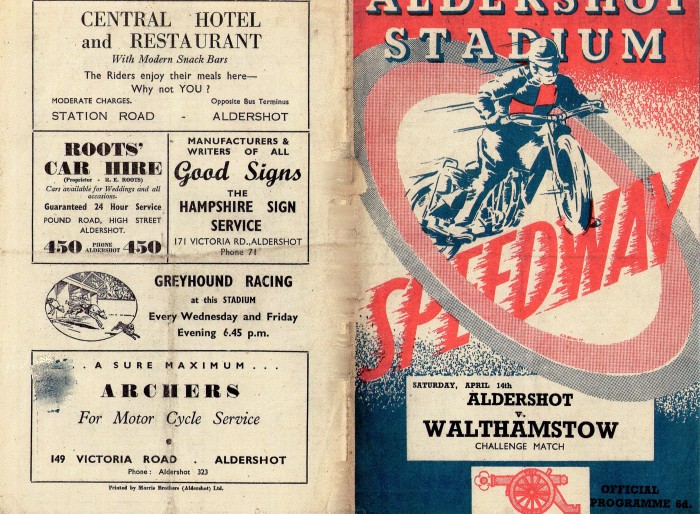 CENTRAL HOTEL
and RESTAURANT
With Modern Snack Bars
The Riders enjoy their meals here—
Why not YOU ?
MODERATE CHARGES. Opposite Bus Terminus
STATION ROAD - ALDERSHOT
ROOTS'
CAR HIRE
(Proprietor - R. E. ROOTS)
Cars available for Weddings and all
occasions.
Guaranteed 24 Hour Service
POUND ROAD, HIGH STREET
ALDERSHOT.
450 PHONE ALDERSHOT 450
MANUFACTURERS &
WRITERS OF ALL
Good Signs
THE
HAMPSHIRE SIGN
SERVICE
171 VICTORIA RD., ALDERSHOT
Phone 71
GREYHOUND RACING
at this STADIUM
Every Wednesday and Friday
Evening 6.45 p.m.
. . A SURE MAXIMUM . . .
ARCHERS
For Motor Cycle Service
149 VICTORIA ROAD . ALDERSHOT
Phone : Aldershot 323
Printed by Morris Brothers (Aldershot) Ltd.
ALDERSHOT
STADIUM
SPEEDWAY
SATURDAY, APRIL 14th
ALDERSHOT
v.
WALTHAMSTOW
CHALLENGE MATCH
OFFICIAL
PROGRAMME 6d.